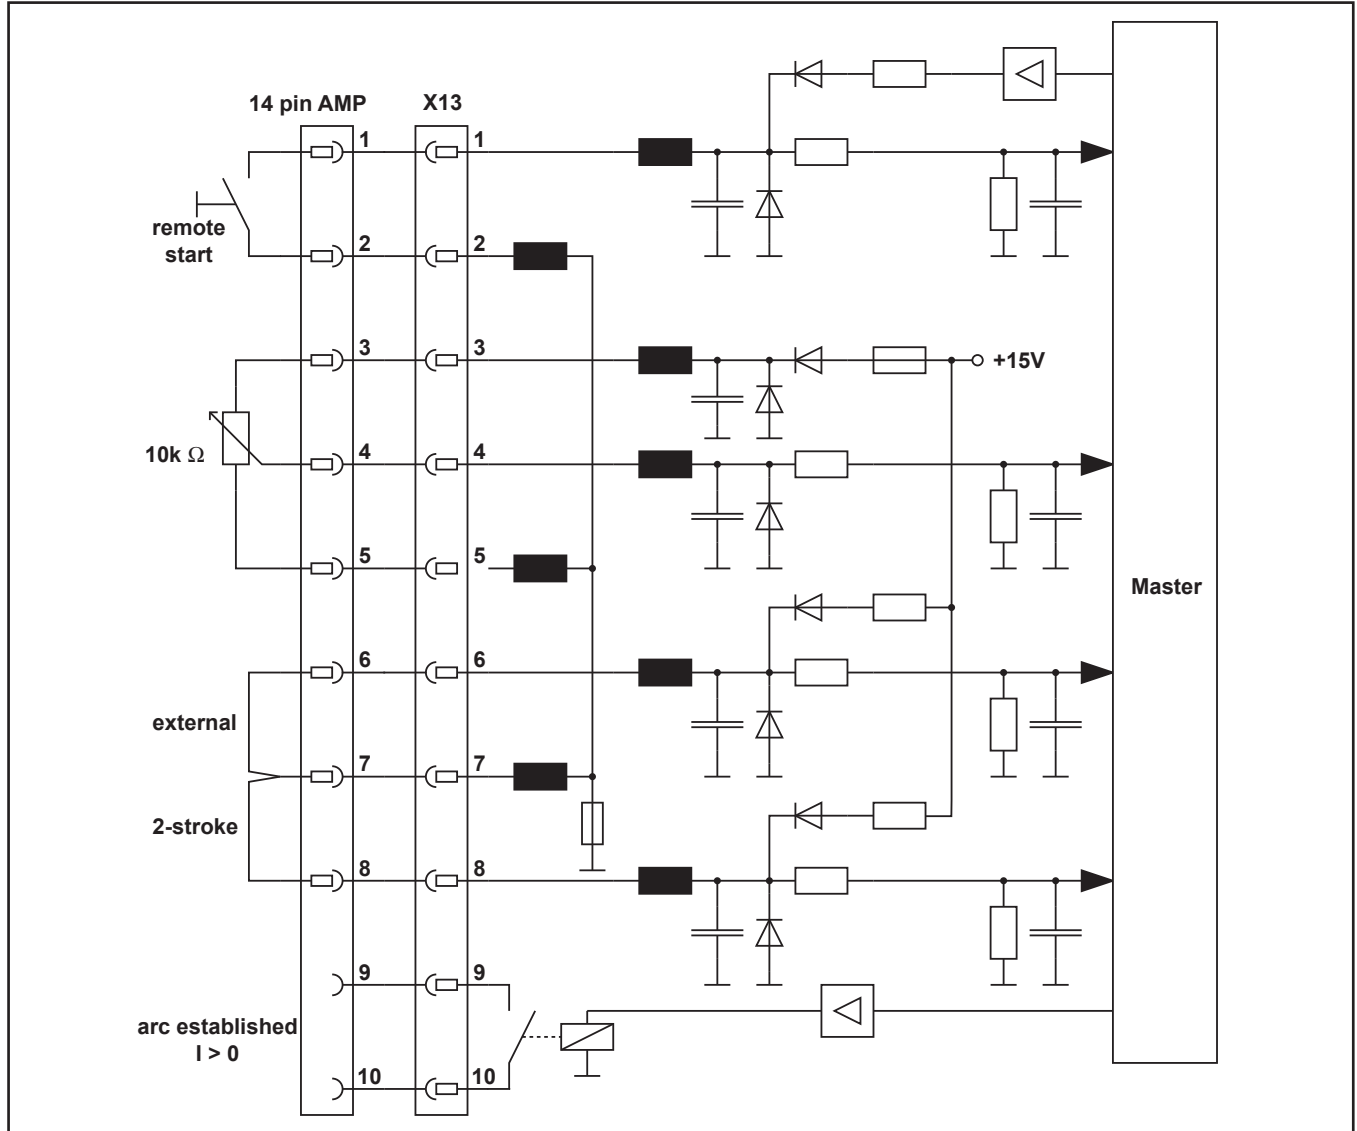 14 pin AMP X13
1 1
remote
start
2 2
3 3
+15V
10k Ω
4 4
5 5
Master
6 6
external
7 7
2-stroke
8 8
9 9
arc established
I > 0
10 10